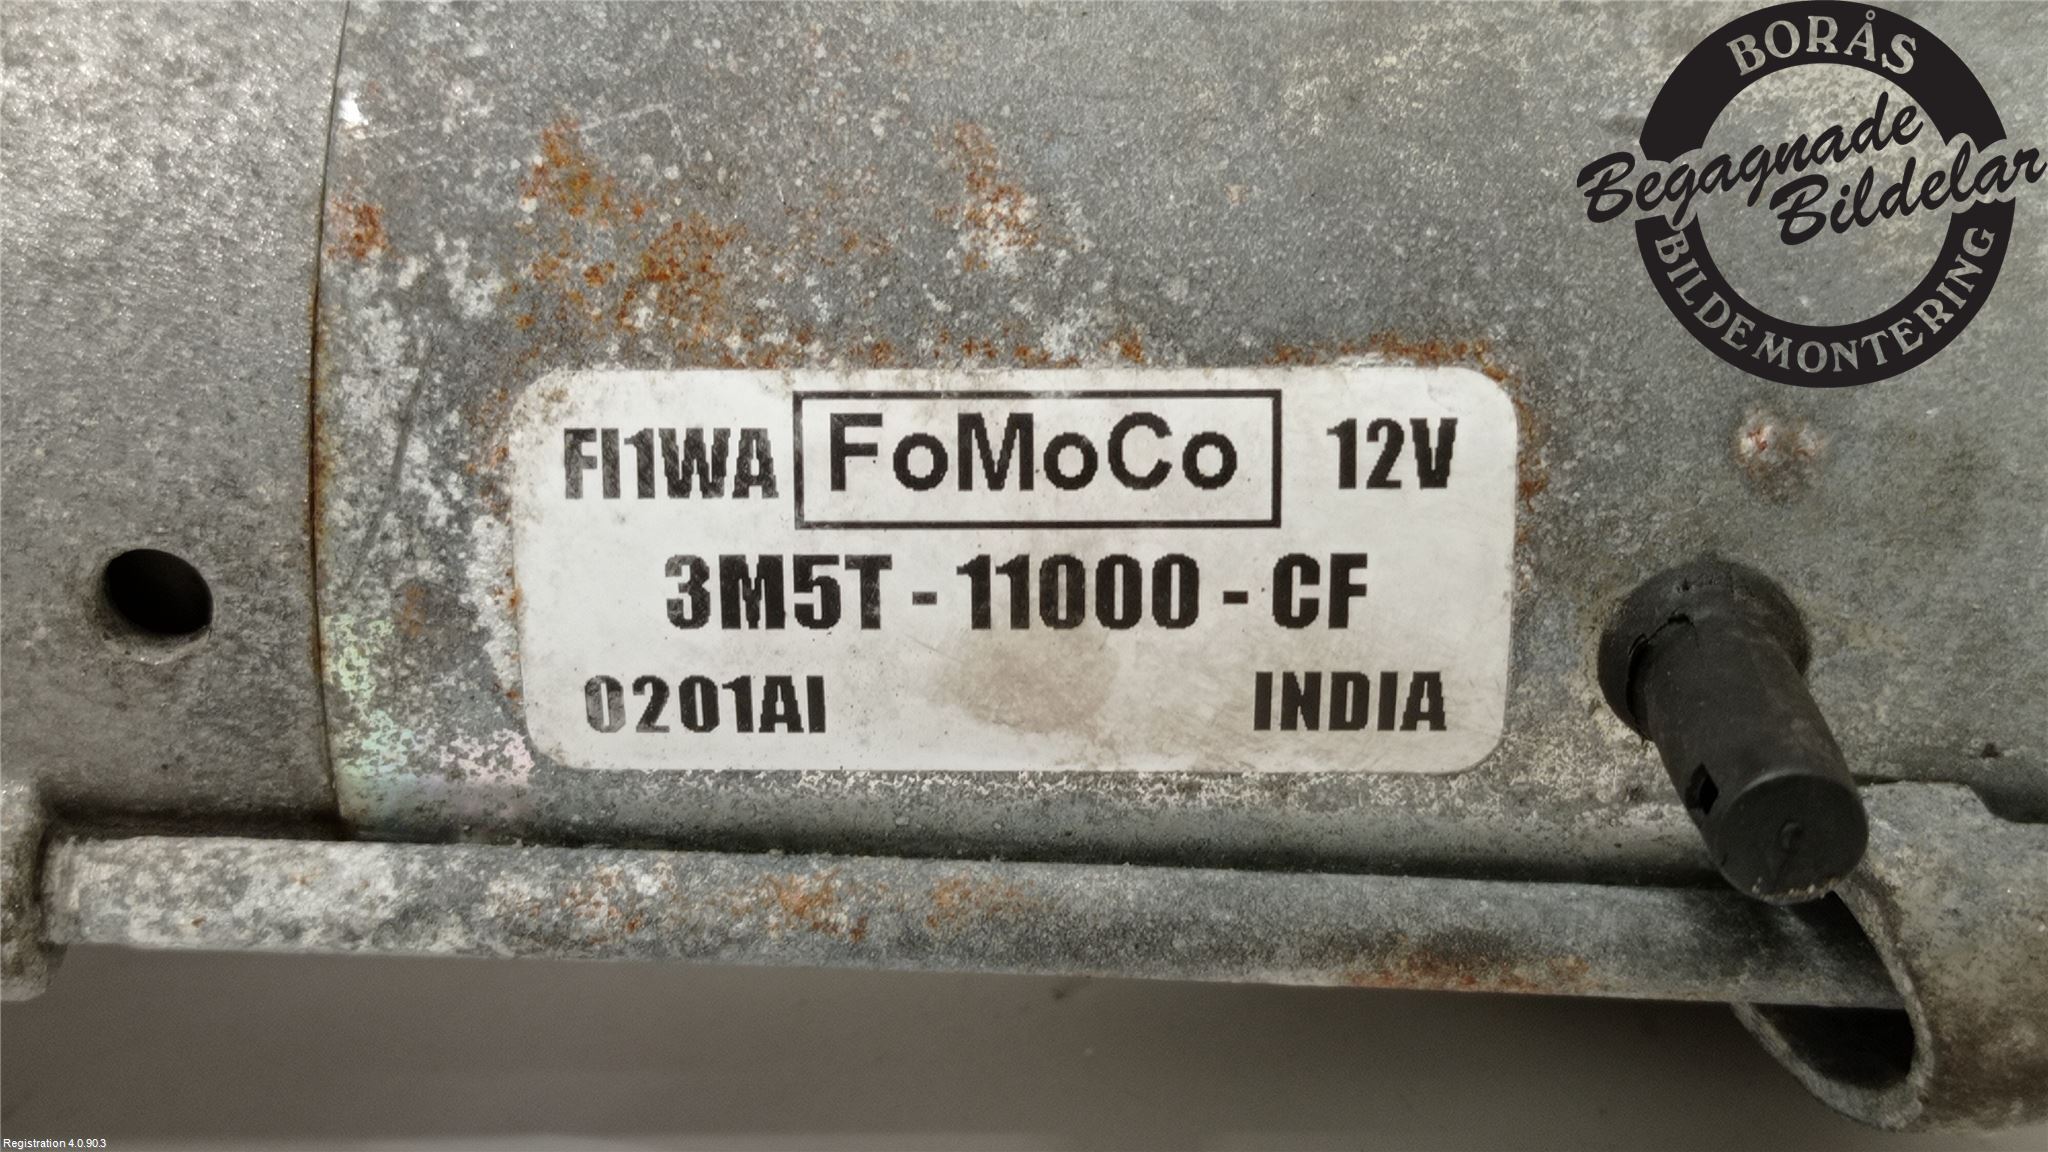 BORÅS
Begagnade
Bildelar
BILDEMONTERING
FI1WA FoMoCo 12V
3M5T - 11000 - CF
0201AI INDIA
Registration 4.0.90.3